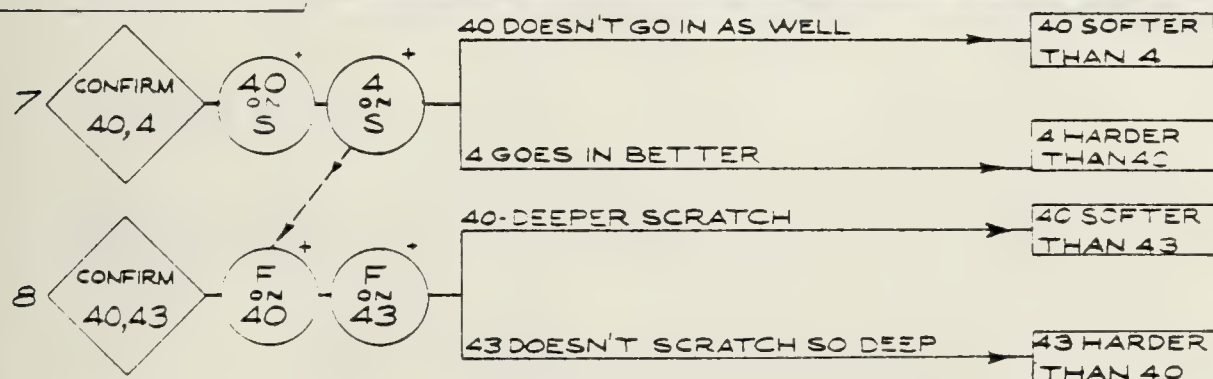 7
CONFIRM
40,4
40
ON
S
+
4
ON
S
+
40 DOESN'T GO IN AS WELL
40 SOFTER
THAN 4
4 GOES IN BETTER
4 HARDER
THAN 40
8
CONFIRM
40,43
F
ON
40
+
F
ON
43
+
40-DEEPER SCRATCH
40 SOFTER
THAN 43
43 DOESN'T SCRATCH SO DEEP
43 HARDER
THAN 40